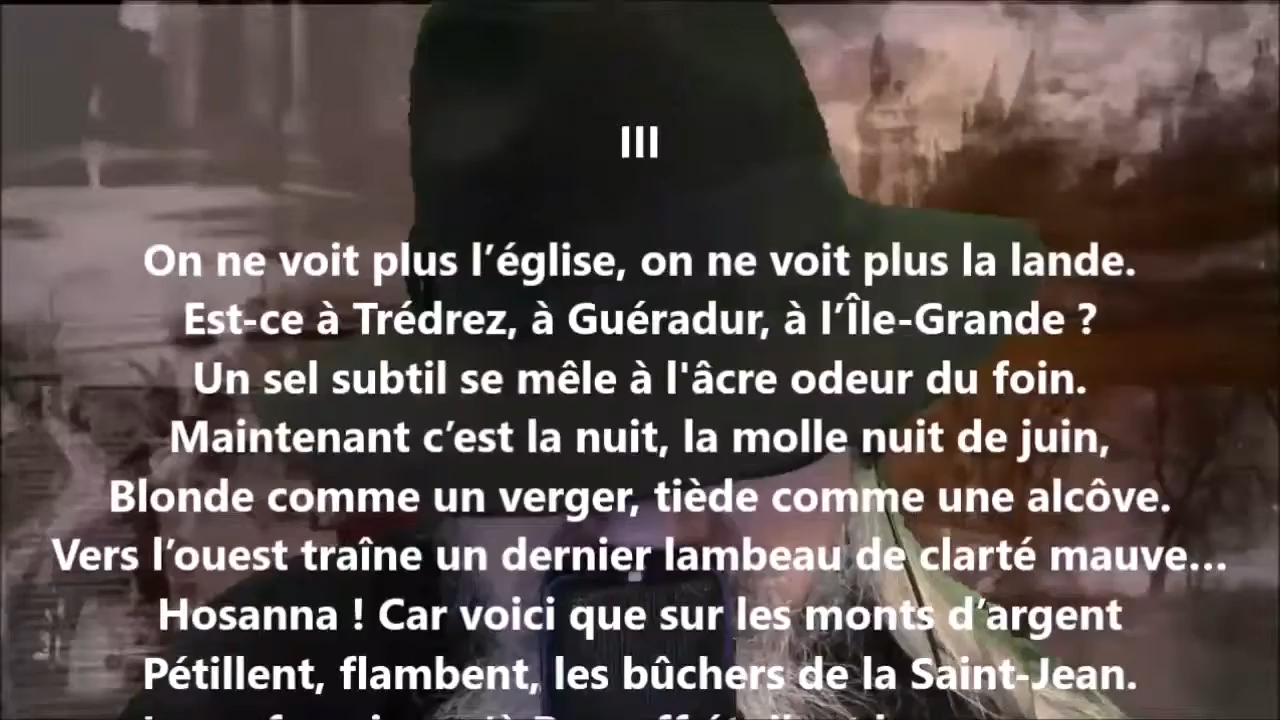 III
On ne voit plus l’église, on ne voit plus la lande.
Est-ce à Trédrez, à Guéradur, à l’Île-Grande ?
Un sel subtil se mêle à l'âcre odeur du foin.
Maintenant c’est la nuit, la molle nuit de juin,
Blonde comme un verger, tiède comme une alcôve.
Vers l’ouest traîne un dernier lambeau de clarté mauve...
Hosanna ! Car voici que sur les monts d’argent
Pétillent, flambent, les bûchers de la Saint-Jean.